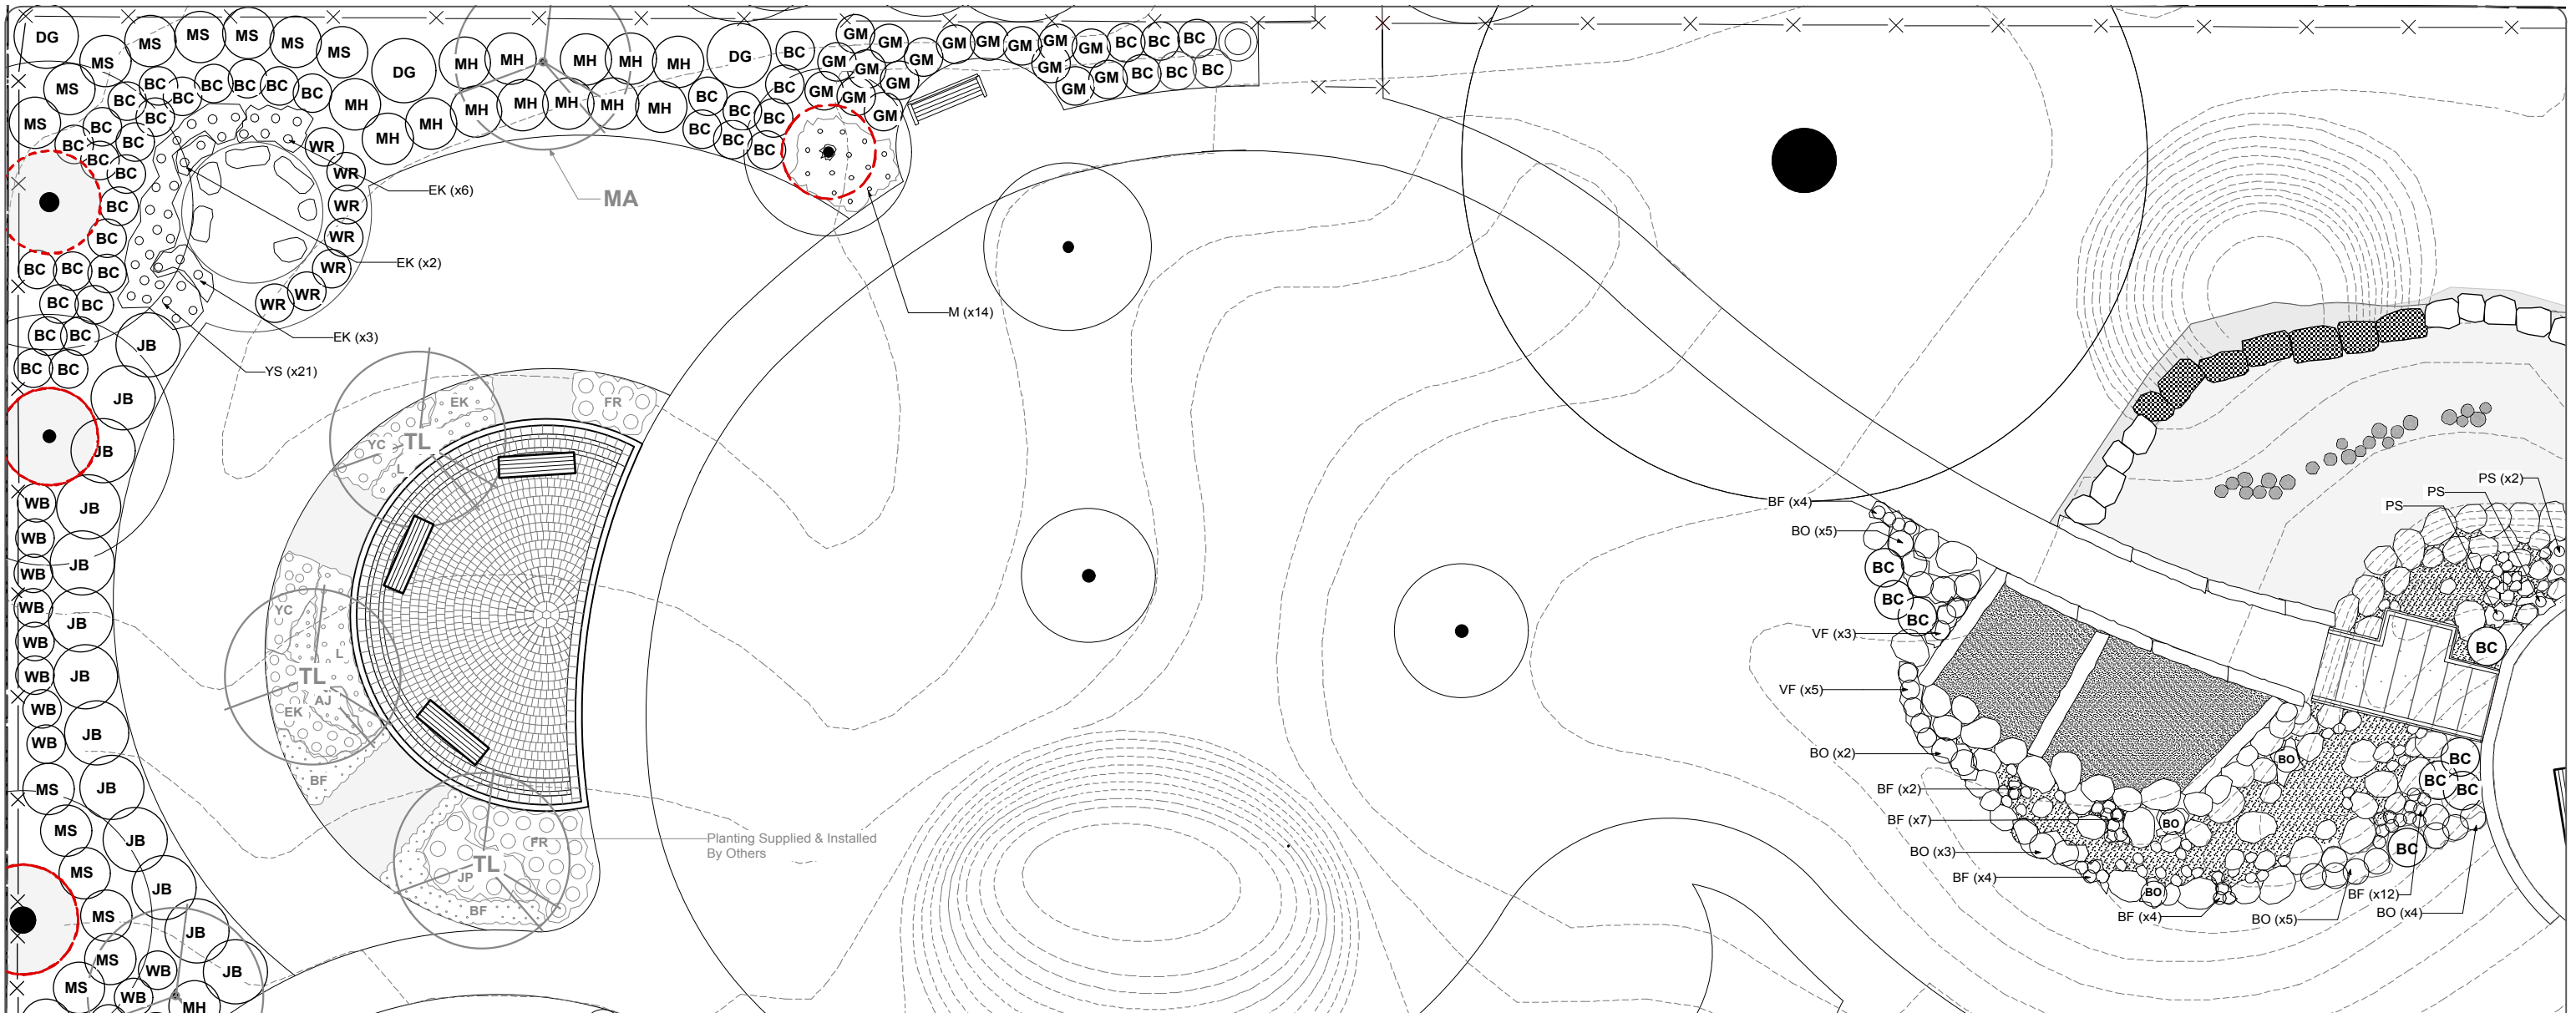 DG MS MS MS MS MS MS DG MH MH MH MH MH DG BC GM GM GM GM GM GM GM GM BC BC BC
MS MS BC BC BC BC BC BC BC BC MH MH MH MH MH MH MH MH MH BC BC BC GM GM GM GM GM GM GM GM GM BC BC BC
BC BC BC BC BC BC WR BC BC BC BC
WR
EK (x6)
MA
BC WR
BC WR
EK (x2)
BC BC BC WR
WR
BC BC WR
M (x14)
BC BC JB
EK (x3)
BC BC
YS (x21)
JB
EK
FR
YC
TL
L
JB
PS (x2)
PS
PS
WB
JB
BF (x4)
BO (x5)
WB
JB
BC
WB
BC
WB
JB
YC
BC
VF (x3)
WB
L
BC
WB
JB
TL
VF (x5)
AJ
EK
WB
JB
WB
BO (x2)
BO
BC
BF
BC
BC
MS
JB
BF (x2)
MS
JB
BF (x7)
BO
Planting Supplied & Installed
By Others
FR
BO (x3)
BC
TL
MS
JB
JP
BF (x4)
BO
BF (x12)
MS
BF
BF (x4)
BO (x5)
BO (x4)
JB
MS
WB
JB
MS
WB
MH